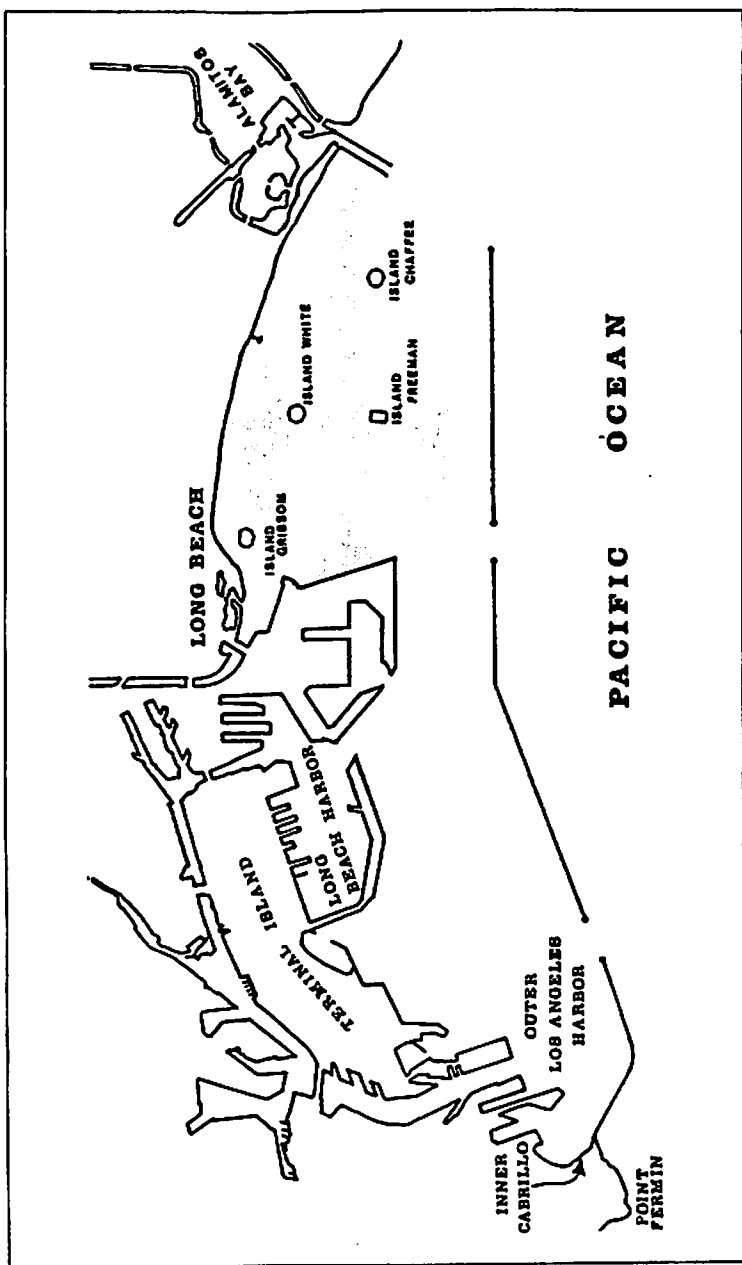 ALAMITOS
BAY
LONG BEACH
ISLAND
GRISSOM
ISLAND WHITE
ISLAND
FREEMAN
ISLAND
CHAFFEE
LONG
BEACH HARBOR
TERMINAL ISLAND
OUTER
LOS ANGELES
HARBOR
INNER
CABRILLO
POINT
FERMIN
PACIFIC OCEAN